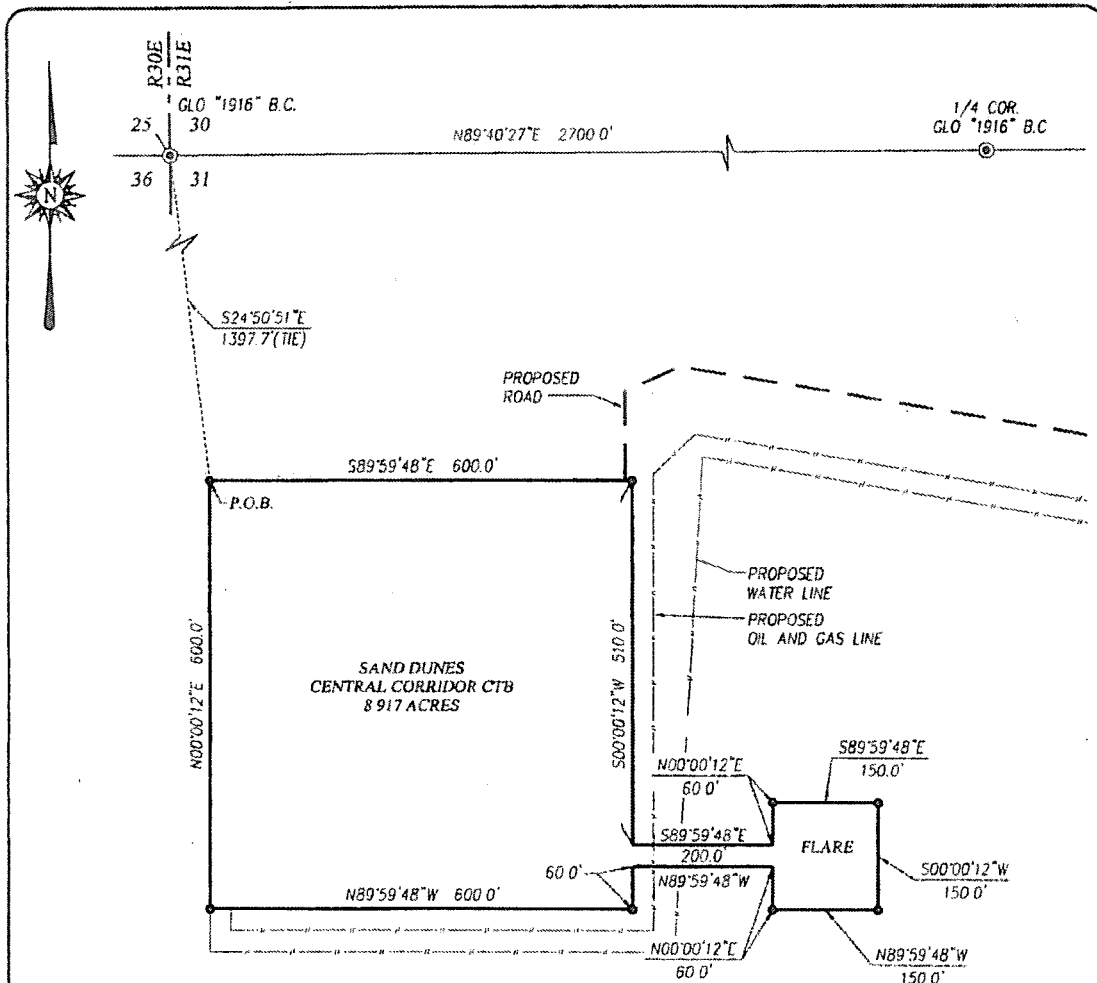 R30E
R31E
GLO "1916" B.C.
25 30
36 31
N89°40'27"E 2700 0'
1/4 COR.
GLO "1916" B.C
N
S24°50'51"E
1397.7'(TIE)
PROPOSED
ROAD
S89°59'48"E 600.0'
P.O.B.
N00°00'12"E 600.0'
SAND DUNES
CENTRAL CORRIDOR CTB
8 917 ACRES
S00°00'12"W 510 0'
PROPOSED
WATER LINE
PROPOSED
OIL AND GAS LINE
N00°00'12"E
60 0'
S89°59'48"E
150.0'
S89°59'48"E
200.0'
N89°59'48"W
FLARE
S00°00'12"W
150 0'
60 0'
N89°59'48"W 600 0'
N00°00'12"E
60 0'
N89°59'48"W
150 0'